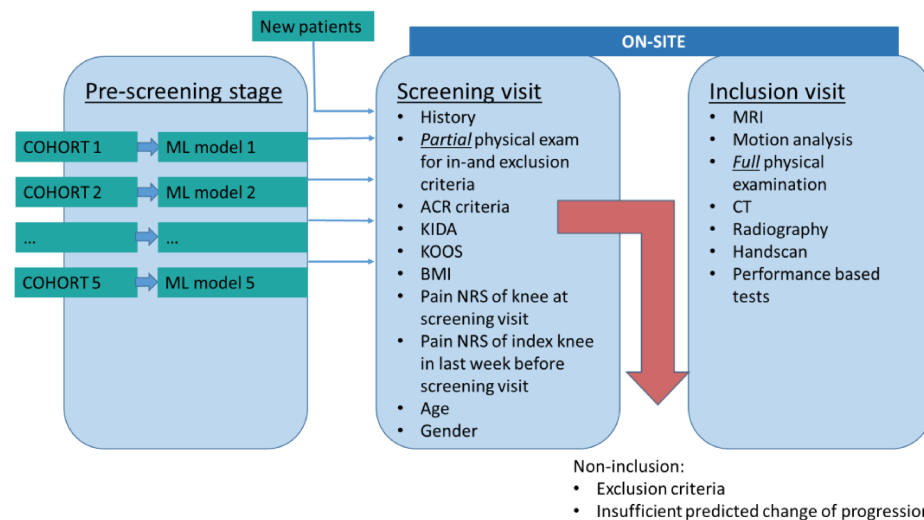 New patients
ON-SITE
Pre-screening stage
COHORT 1
ML model 1
COHORT 2
ML model 2
...
...
COHORT 5
ML model 5
Screening visit
• History
• Partial physical exam
for in-and exclusion
criteria
• ACR criteria
• KIDA
• KOOS
• BMI
• Pain NRS of knee at
screening visit
• Pain NRS of index knee
in last week before
screening visit
• Age
• Gender
Inclusion visit
• MRI
• Motion analysis
• Full physical
examination
• CT
• Radiography
• Handscan
• Performance based
tests
Non-inclusion:
• Exclusion criteria
• Insufficient predicted change of progression